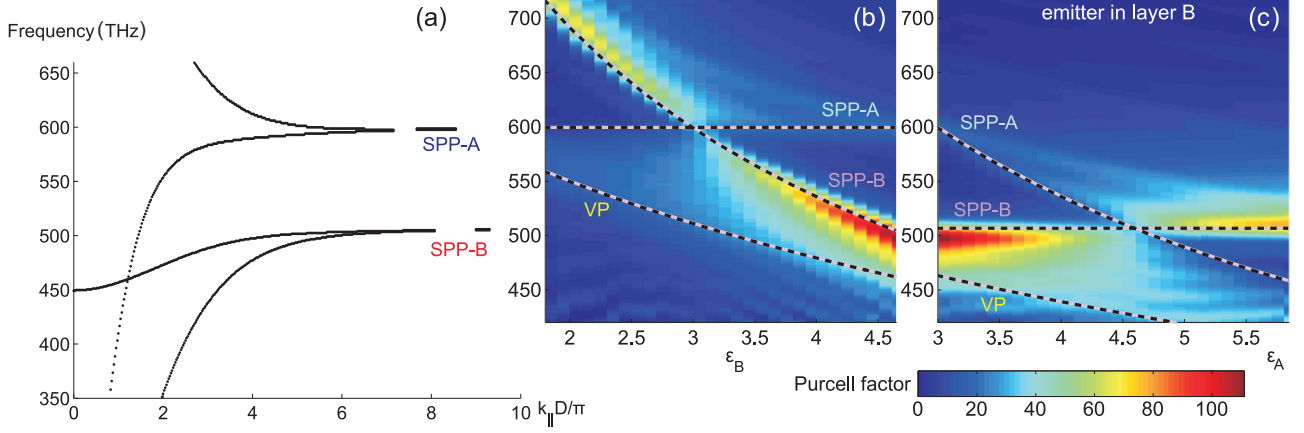 (a)
Frequency (THz)
650
600
550
500
450
400
350
SPP-A
SPP-B
0
2
4
6
8
10
k||D/π
(b)
700
650
600
550
500
450
SPP-A
SPP-B
VP
2
2.5
3
3.5
4
4.5
εB
emitter in layer B
(c)
700
650
600
550
500
450
SPP-A
SPP-B
VP
3
3.5
4
4.5
5
5.5
εA
Purcell factor
0
20
40
60
80
100